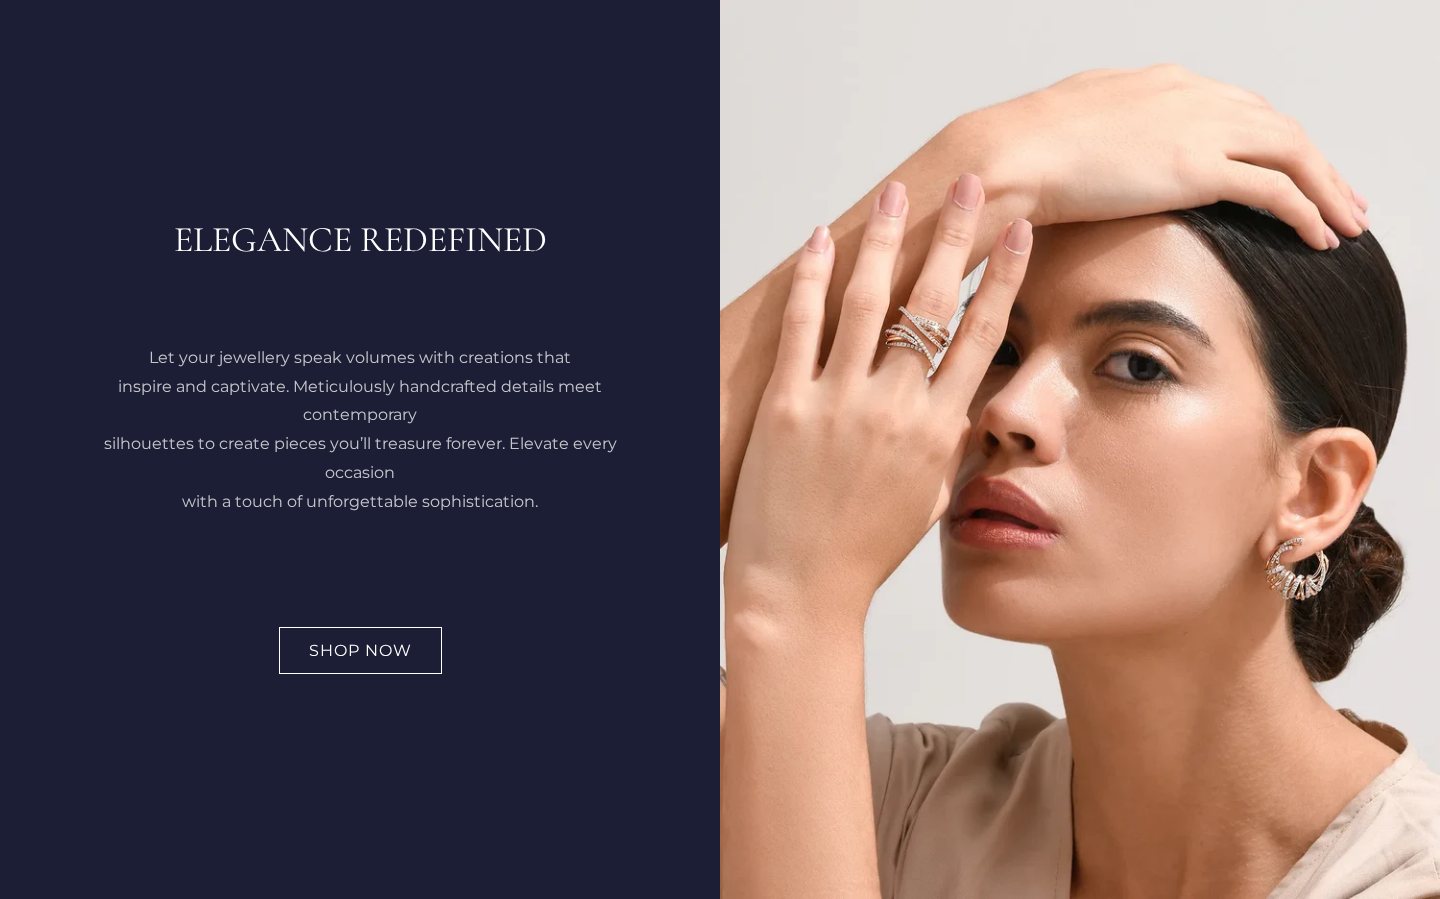 ELEGANCE REDEFINED
Let your jewellery speak volumes with creations that
inspire and captivate. Meticulously handcrafted details meet
contemporary
silhouettes to create pieces you’ll treasure forever. Elevate every
occasion
with a touch of unforgettable sophistication.
SHOP NOW